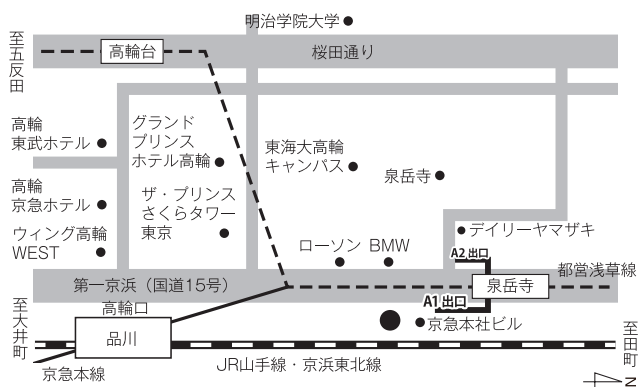 明治学院大学
至五反田
高輪台
桜田通り
高輪
東武ホテル
グランド
プリンス
ホテル高輪
東海大高輪
キャンパス
泉岳寺
高輪
京急ホテル
ザ・プリンス
さくらタワー
東京
ウィング高輪
WEST
ローソン
BMW
デイリーヤマザキ
A2出口
都営浅草線
第一京浜（国道15号）
泉岳寺
至大井町
高輪口
A1出口
品川
京急本社ビル
至田町
京急本線
JR山手線・京浜東北線
N